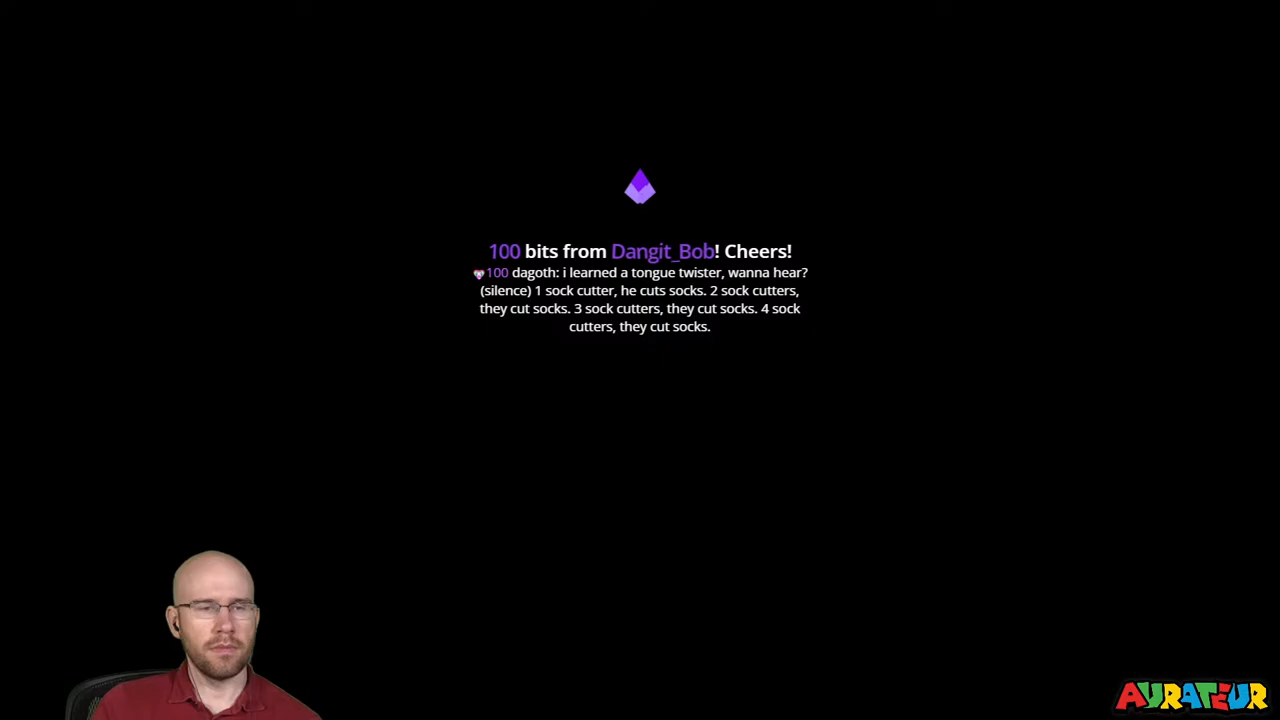 100 bits from Dangit_Bob! Cheers!
100 dagoth: i learned a tongue twister, wanna hear?
(silence) 1 sock cutter, he cuts socks. 2 sock cutters,
they cut socks. 3 sock cutters, they cut socks. 4 sock
cutters, they cut socks.
AURATEUR